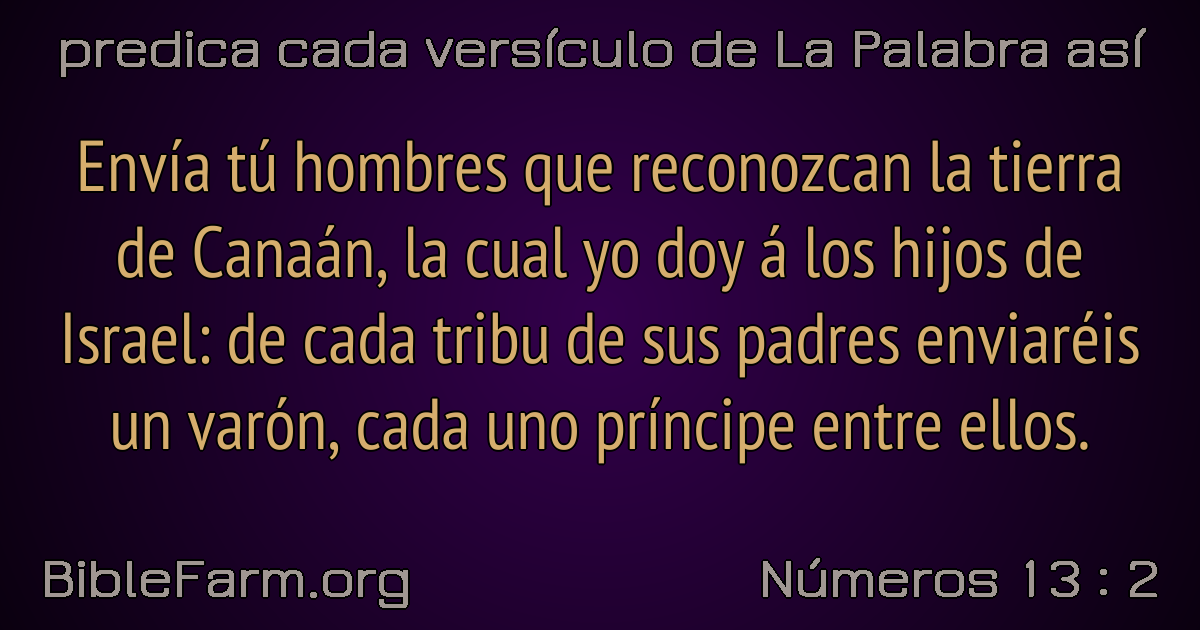 predica cada versículo de La Palabra así
Envía tú hombres que reconozcan la tierra
de Canaán, la cual yo doy á los hijos de
Israel: de cada tribu de sus padres enviaréis
un varón, cada uno príncipe entre ellos.
BibleFarm.org
Números 13 : 2